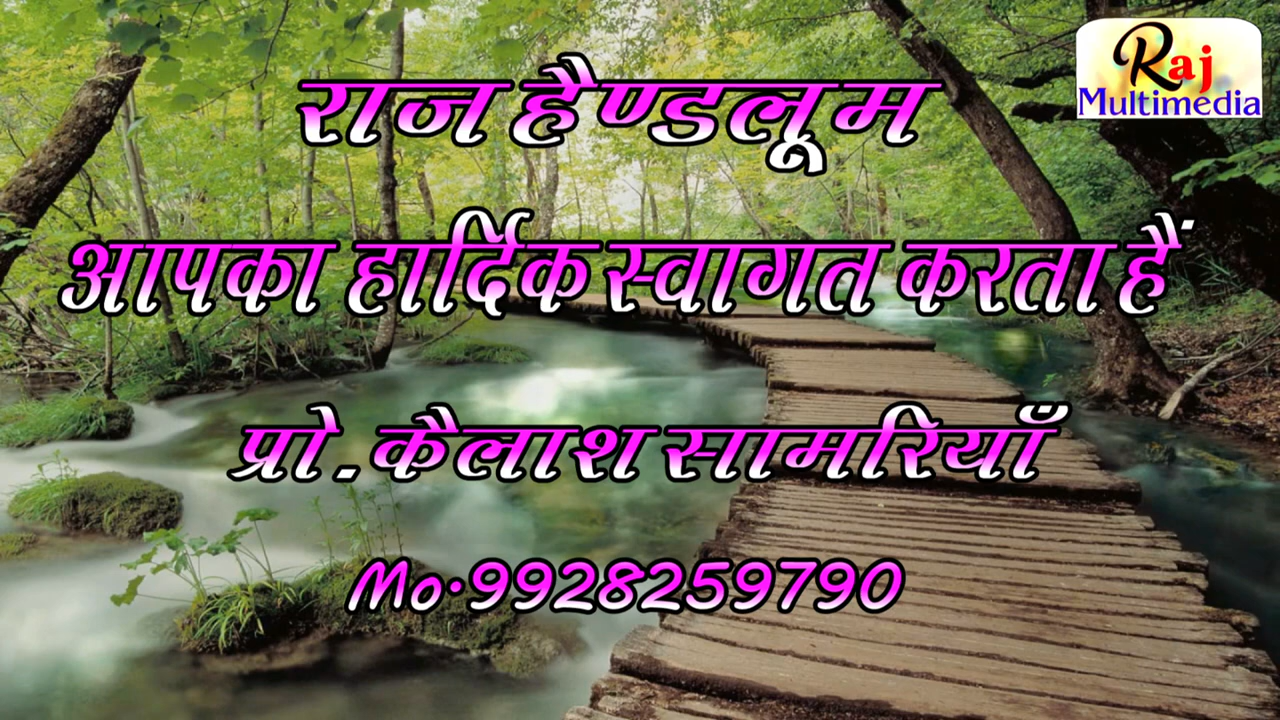 Raj
Multimedia
राज हैण्डलूम
आपका हार्दिक स्वागत करता हैं
प्रो. कैलाश सामरियाँ
Mo.9928259790